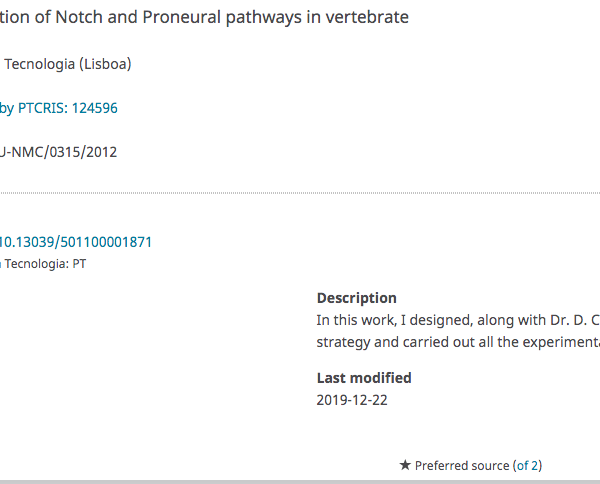 tion of Notch and Proneural pathways in vertebrate
Tecnologia (Lisboa)
by PTCRIS: 124596
U-NMC/0315/2012
10.13039/501100001871
Tecnologia: PT
Description
In this work, I designed, along with Dr. D. C
strategy and carried out all the experimenta
Last modified
2019-12-22
★ Preferred source (of 2)